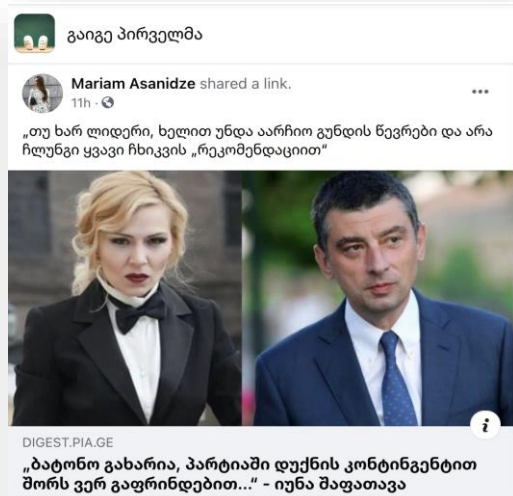 გაიგე პირველმა
Mariam Asanidze shared a link.
11h ·
„თუ ხარ ლიდერი, ხელით უნდა აარჩიო გუნდის წევრები და არა
ჩლუნგი ყვავი ჩხიკვის „რეკომენდაციით“
DIGEST.PIA.GE
„ბატონო გახარია, პარტიაში დუქნის კონტინგენტით
შორს ვერ გაფრინდებით...“ - იუნა შაფათავა